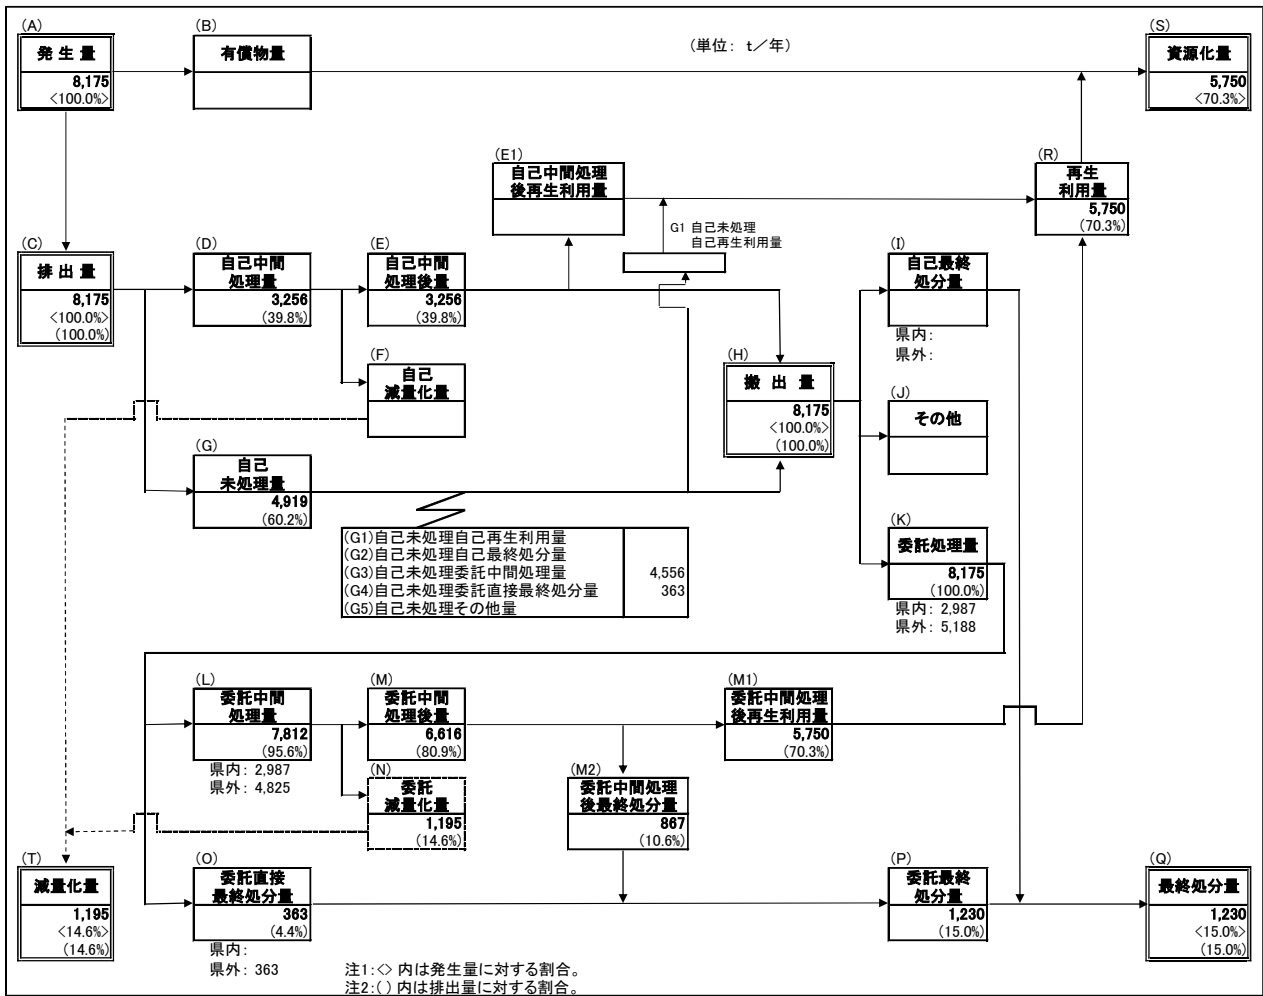 (A)
発生量
8,175
<100.0%>
(B)
有償物量
(単位： t／年)
(S)
資源化量
5,750
<70.3%>
(E1)
自己中間処理
後再生利用量
(R)
再生
利用量
5,750
(70.3%)
G1 自己未処理
自己再生利用量
(C)
排出量
8,175
<100.0%>
(100.0%)
(D)
自己中間
処理量
3,256
(39.8%)
(E)
自己中間
処理後量
3,256
(39.8%)
(I)
自己最終
処分量
県内：
県外：
(F)
自己
減量化量
(H)
搬出量
8,175
<100.0%>
(100.0%)
(J)
その他
(G)
自己
未処理量
4,919
(60.2%)
(G1)自己未処理自己再生利用量
(G2)自己未処理自己最終処分量
(G3)自己未処理委託中間処理量 4,556
(G4)自己未処理委託直接最終処分量 363
(G5)自己未処理その他量
(K)
委託処理量
8,175
(100.0%)
県内： 2,987
県外： 5,188
(L)
委託中間
処理量
7,812
(95.6%)
県内： 2,987
県外： 4,825
(M)
委託中間
処理後量
6,616
(80.9%)
(M1)
委託中間処理
後再生利用量
5,750
(70.3%)
(N)
委託
減量化量
1,195
(14.6%)
(M2)
委託中間処理
後最終処分量
867
(10.6%)
(T)
減量化量
1,195
<14.6%>
(14.6%)
(O)
委託直接
最終処分量
363
(4.4%)
県内：
県外： 363
(P)
委託最終
処分量
1,230
(15.0%)
(Q)
最終処分量
1,230
<15.0%>
(15.0%)
注1：<> 内は発生量に対する割合。
注2：( ) 内は排出量に対する割合。